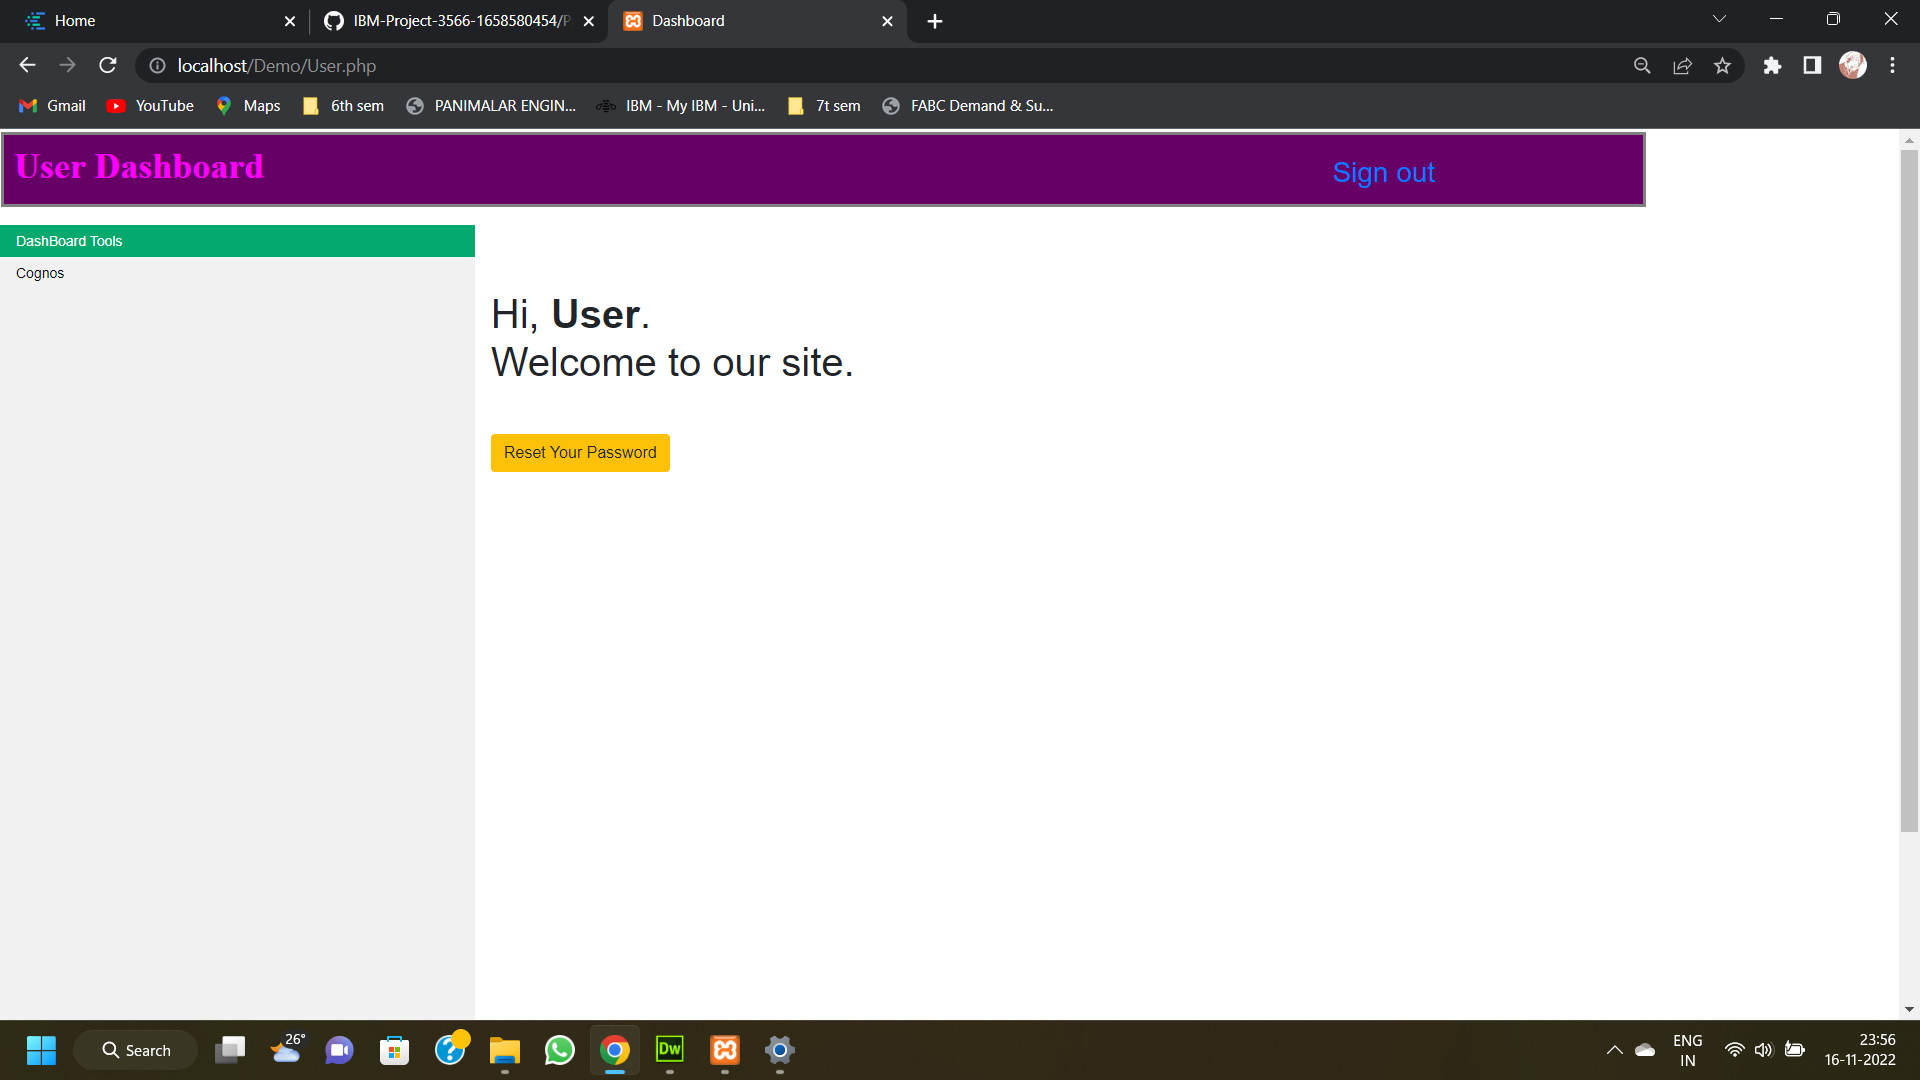 Home
IBM-Project-3566-1658580454/P
Dashboard
localhost/Demo/User.php
Gmail
YouTube
Maps
6th sem
PANIMALAR ENGIN...
IBM - My IBM - Uni...
7t sem
FABC Demand & Su...
User Dashboard
Sign out
DashBoard Tools
Cognos
Hi, User.
Welcome to our site.
Reset Your Password
Search
26°
Dw
ENG
IN
23:56
16-11-2022